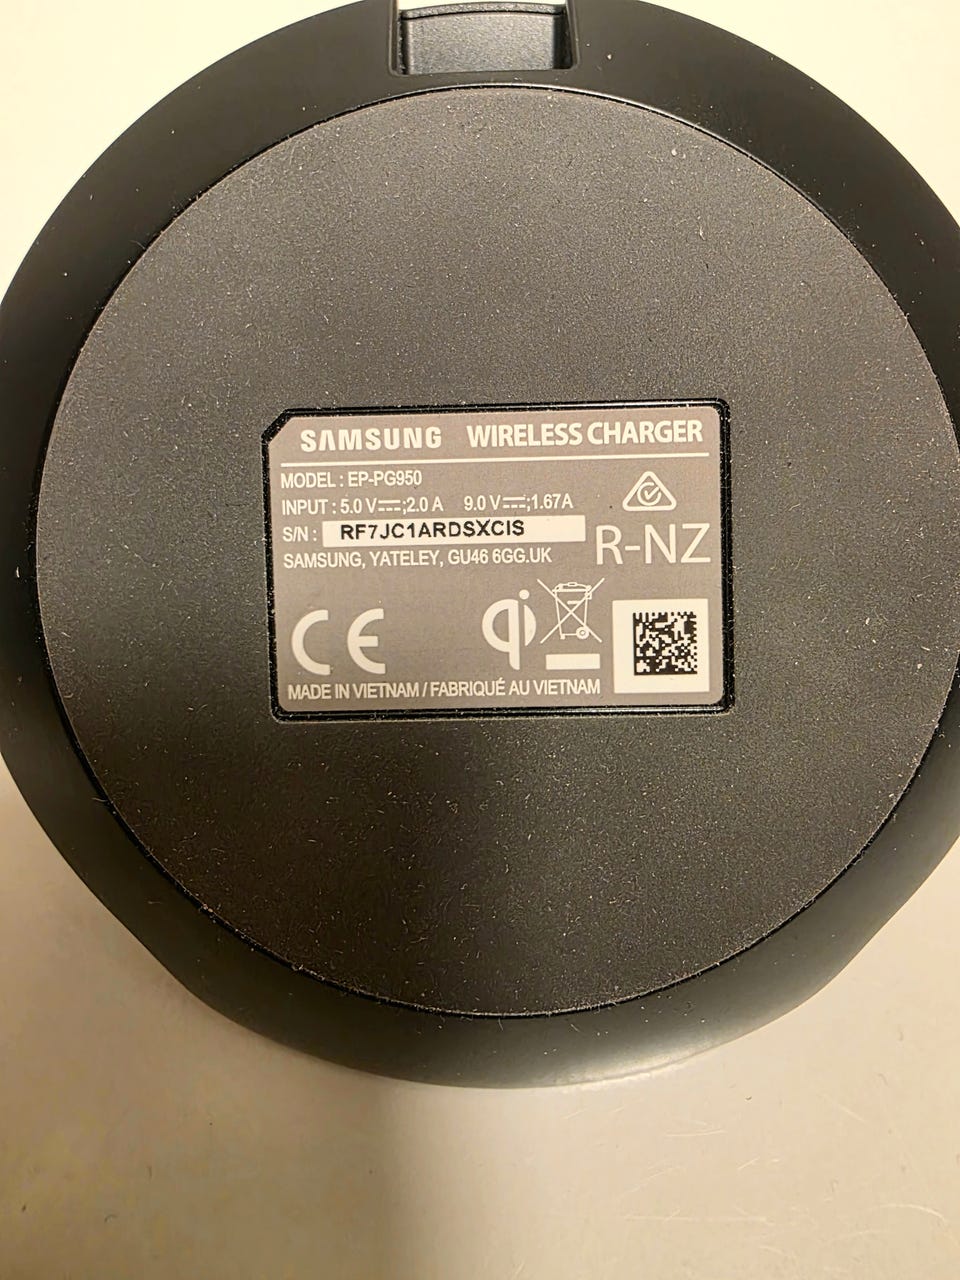 SAMSUNG WIRELESS CHARGER
MODEL : EP-PG950
INPUT : 5.0 V⎓;2.0 A 9.0 V⎓;1.67A
S/N : RF7JC1ARDSXCIS
SAMSUNG, YATELEY, GU46 6GG.UK
R-NZ
CE qi
MADE IN VIETNAM / FABRIQUÉ AU VIETNAM